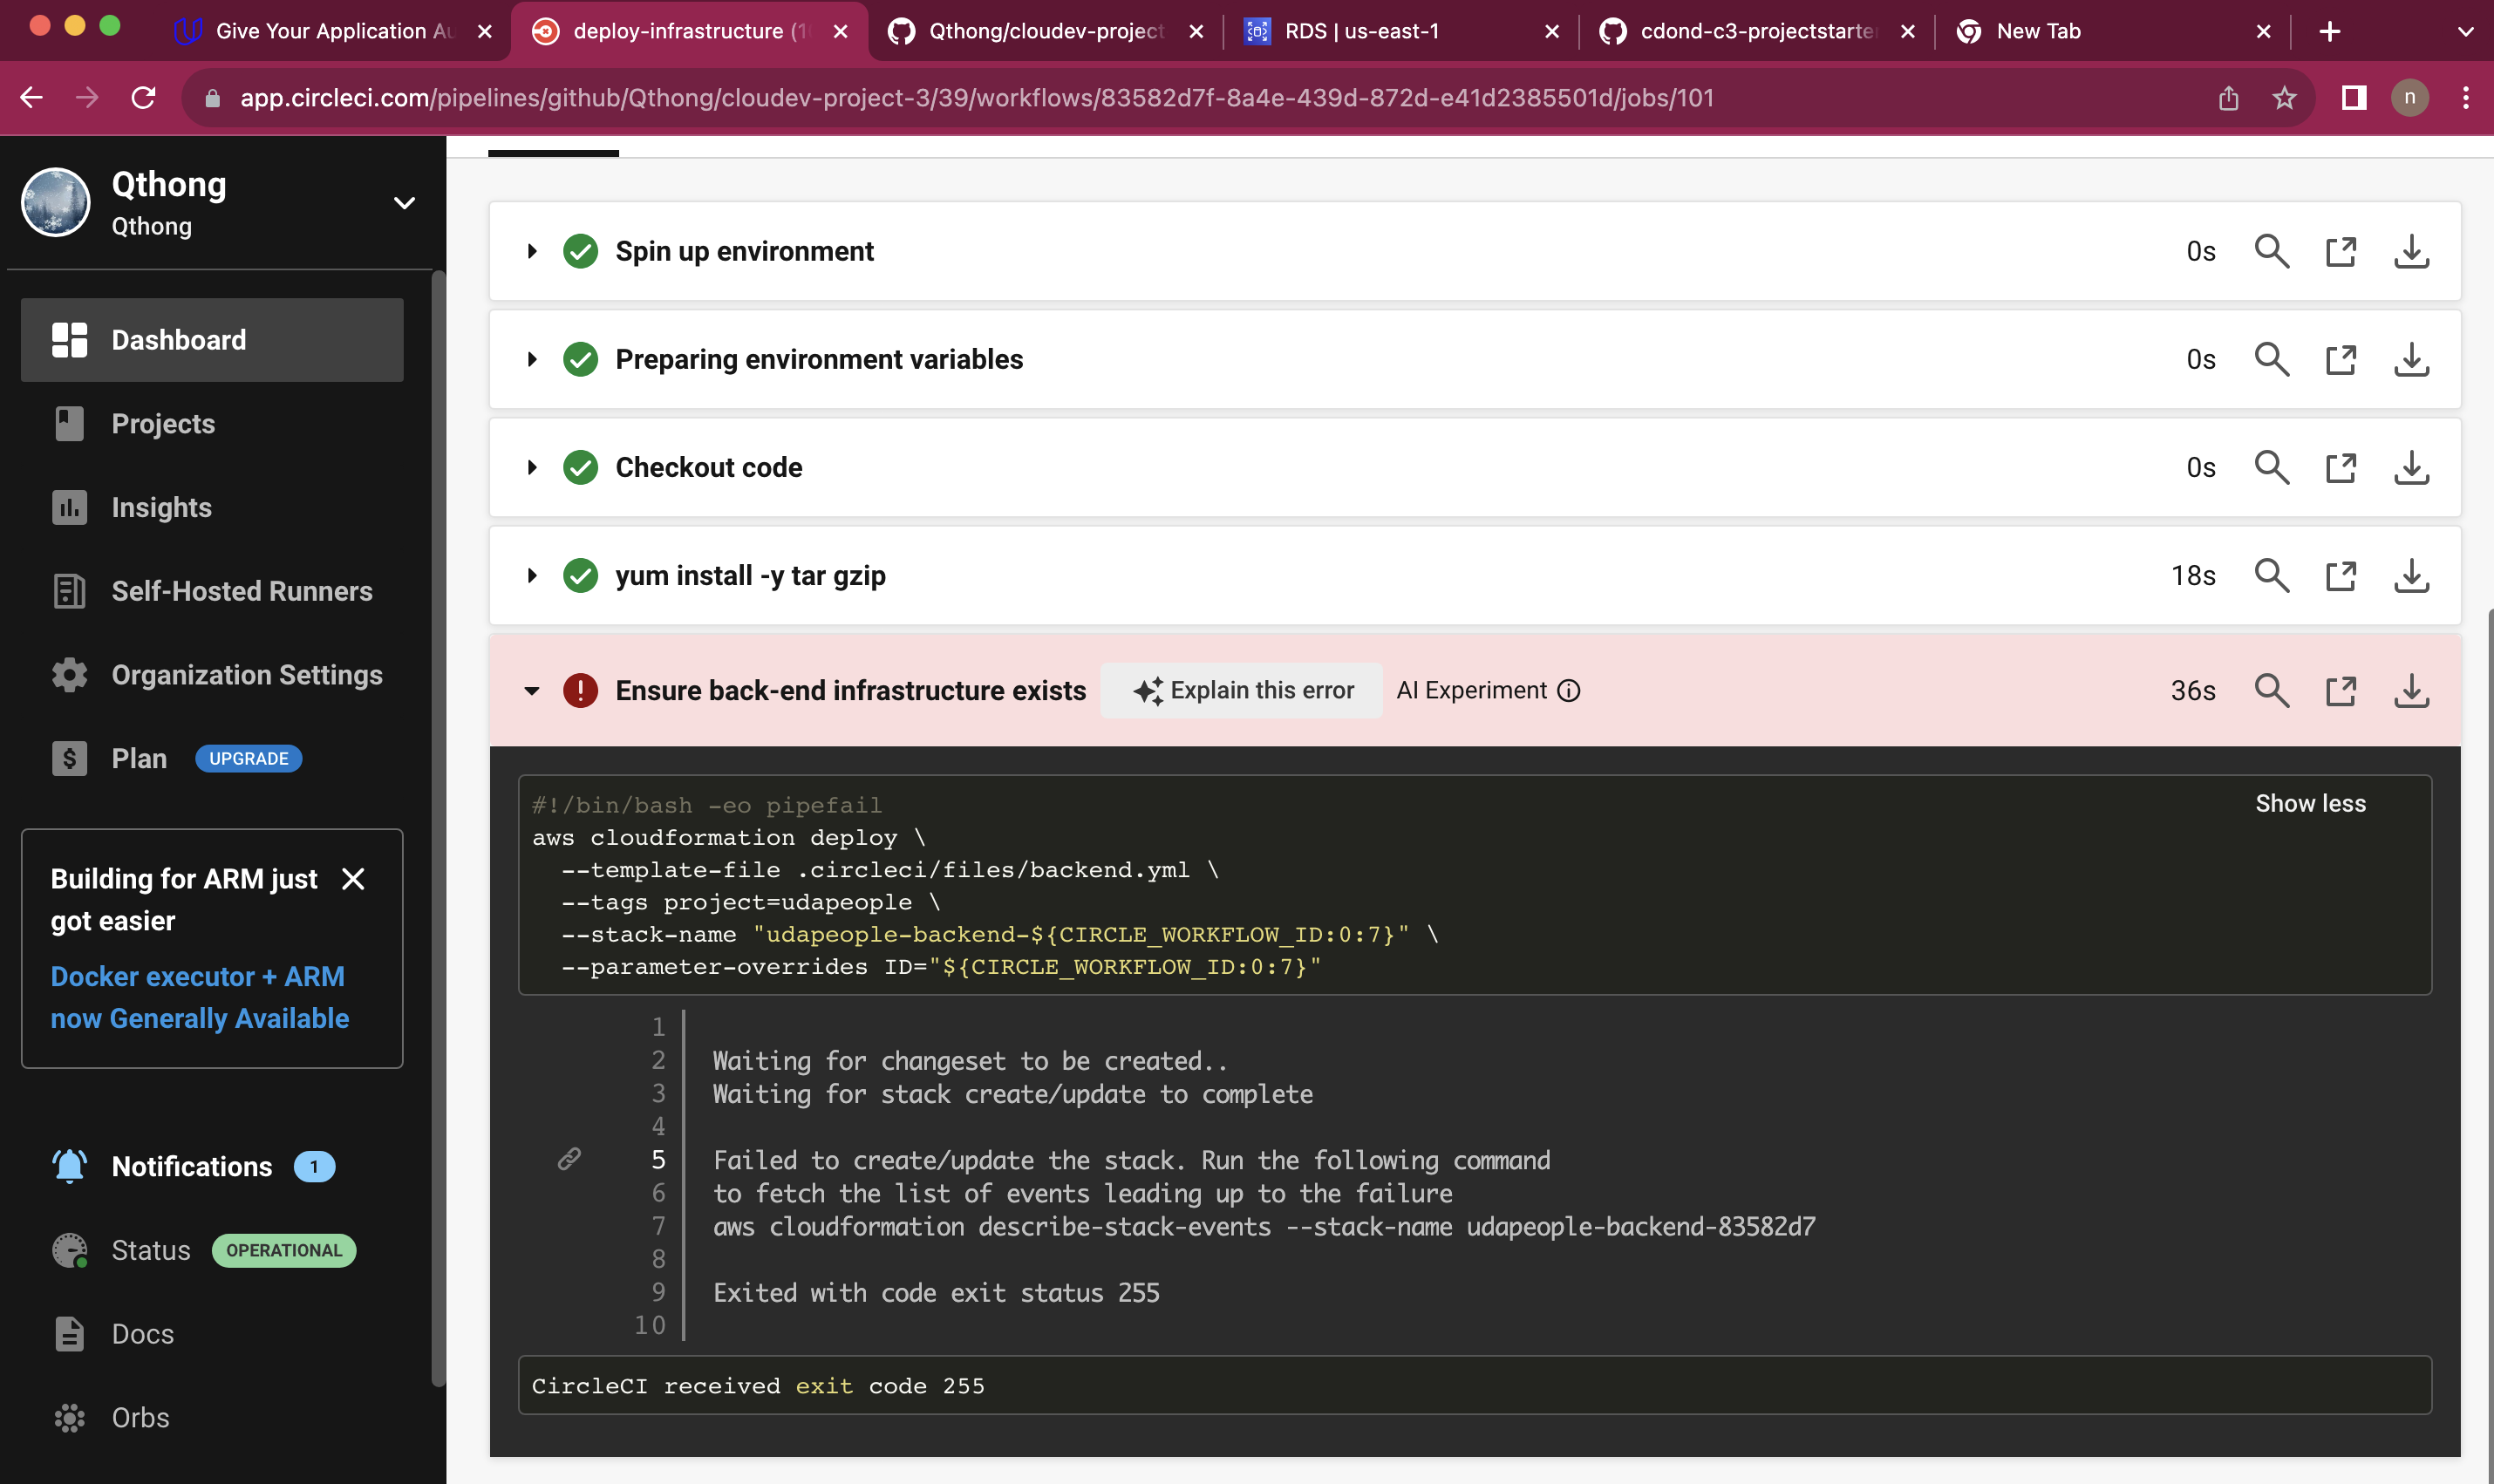 Give Your Application Au
deploy-infrastructure (1
Qthong/cloudev-project
RDS | us-east-1
cdond-c3-projectstarter
New Tab
app.circleci.com/pipelines/github/Qthong/cloudev-project-3/39/workflows/83582d7f-8a4e-439d-872d-e41d2385501d/jobs/101
n
Qthong
Qthong
Dashboard
Projects
Insights
Self-Hosted Runners
Organization Settings
Plan UPGRADE
Building for ARM just
got easier
Docker executor + ARM
now Generally Available
Notifications 1
Status OPERATIONAL
Docs
Orbs
Spin up environment 0s
Preparing environment variables 0s
Checkout code 0s
yum install -y tar gzip 18s
Ensure back-end infrastructure exists Explain this error AI Experiment 36s
#!/bin/bash -eo pipefail
Show less
aws cloudformation deploy \
--template-file .circleci/files/backend.yml \
--tags project=udapeople \
--stack-name "udapeople-backend-${CIRCLE_WORKFLOW_ID:0:7}" \
--parameter-overrides ID="${CIRCLE_WORKFLOW_ID:0:7}"
1
2 Waiting for changeset to be created..
3 Waiting for stack create/update to complete
4
5 Failed to create/update the stack. Run the following command
6 to fetch the list of events leading up to the failure
7 aws cloudformation describe-stack-events --stack-name udapeople-backend-83582d7
8
9 Exited with code exit status 255
10
CircleCI received exit code 255